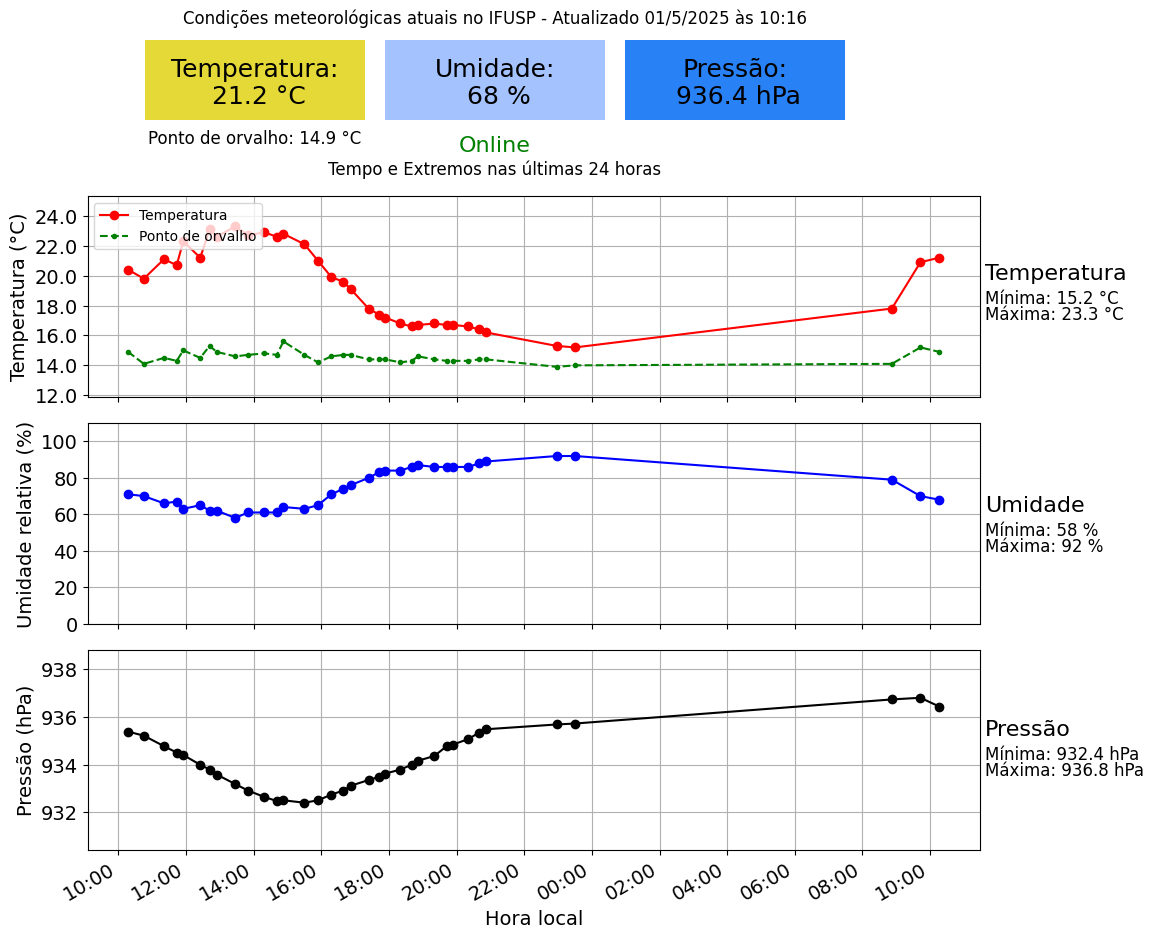 Condições meteorológicas atuais no IFUSP - Atualizado 01/5/2025 às 10:16
Temperatura:
21.2 °C
Umidade:
68 %
Pressão:
936.4 hPa
Ponto de orvalho: 14.9 °C
Online
Tempo e Extremos nas últimas 24 horas
Temperatura (°C)
24.0
22.0
20.0
18.0
16.0
14.0
12.0
Temperatura
Ponto de orvalho
Temperatura
Mínima: 15.2 °C
Máxima: 23.3 °C
Umidade relativa (%)
100
80
60
40
20
0
Umidade
Mínima: 58 %
Máxima: 92 %
Pressão (hPa)
938
936
934
932
Pressão
Mínima: 932.4 hPa
Máxima: 936.8 hPa
10:00 12:00 14:00 16:00 18:00 20:00 22:00 00:00 02:00 04:00 06:00 08:00 10:00
Hora local